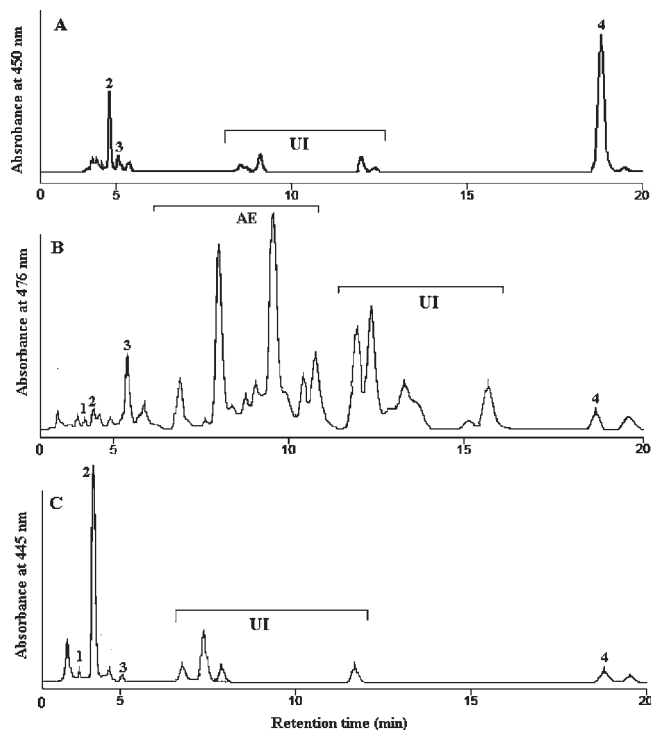 A
Absrobance at 450 nm
2
3
UI
4
0 5 10 15 20
AE
B
Absorbance at 476 nm
1
2
3
UI
4
0 5 10 15 20
C
Absorbance at 445 nm
1
2
3
UI
4
0 5 10 15 20
Retention time (min)